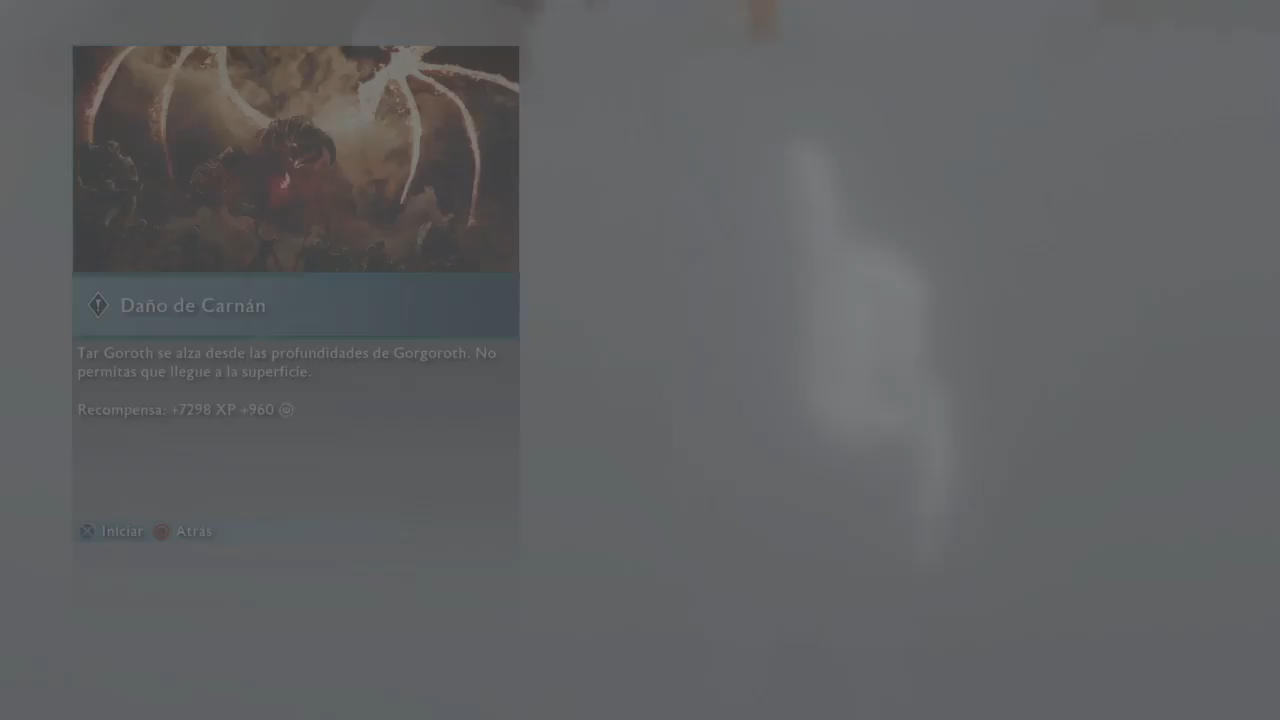 Daño de Carnán
Tar Goroth se alza desde las profundidades de Gorgoroth. No
permitas que llegue a la superficie.
Recompensa: +7298 XP +960
Iniciar Atrás